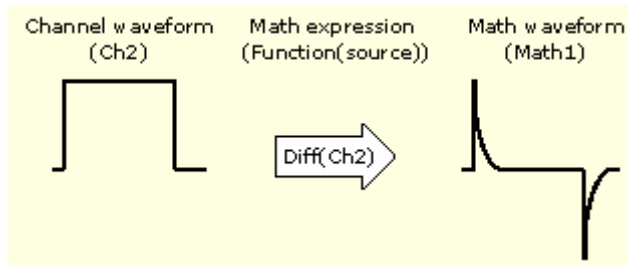 Channel waveform
(Ch2)
Math expression
(Function(source))
Math waveform
(Math1)
Diff(Ch2)